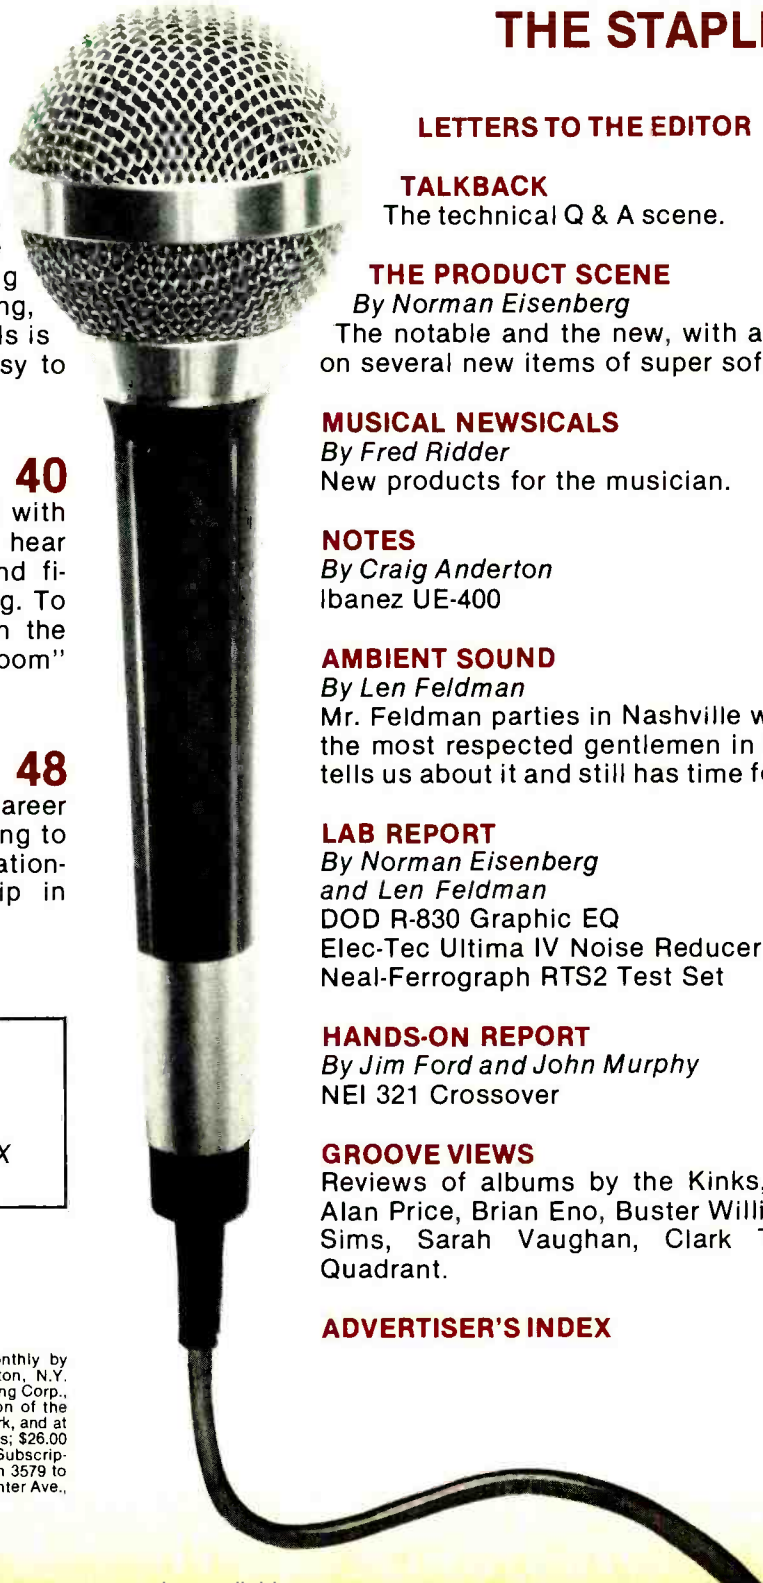 THE STAPL
LETTERS TO THE EDITOR
TALKBACK
The technical Q & A scene.
THE PRODUCT SCENE
By Norman Eisenberg
The notable and the new, with a
on several new items of super sof
MUSICAL NEWSICALS
By Fred Ridder
New products for the musician.
NOTES
By Craig Anderton
Ibanez UE-400
AMBIENT SOUND
By Len Feldman
Mr. Feldman parties in Nashville w
the most respected gentlemen in
tells us about it and still has time f
LAB REPORT
By Norman Eisenberg
and Len Feldman
DOD R-830 Graphic EQ
Elec-Tec Ultima IV Noise Reducer
Neal-Ferrograph RTS2 Test Set
HANDS-ON REPORT
By Jim Ford and John Murphy
NEI 321 Crossover
GROOVE VIEWS
Reviews of albums by the Kinks,
Alan Price, Brian Eno, Buster Willi
Sims, Sarah Vaughan, Clark T
Quadrant.
ADVERTISER'S INDEX
g
ng,
ls is
sy to
40
with
hear
nd fi-
g. To
n the
oom"
48
areer
ng to
ation-
ip in
X
onthly by
ton, N.Y.
ng Corp.,
on of the
rk, and at
s; $26.00
Subscrip-
n 3579 to
nter Ave.,